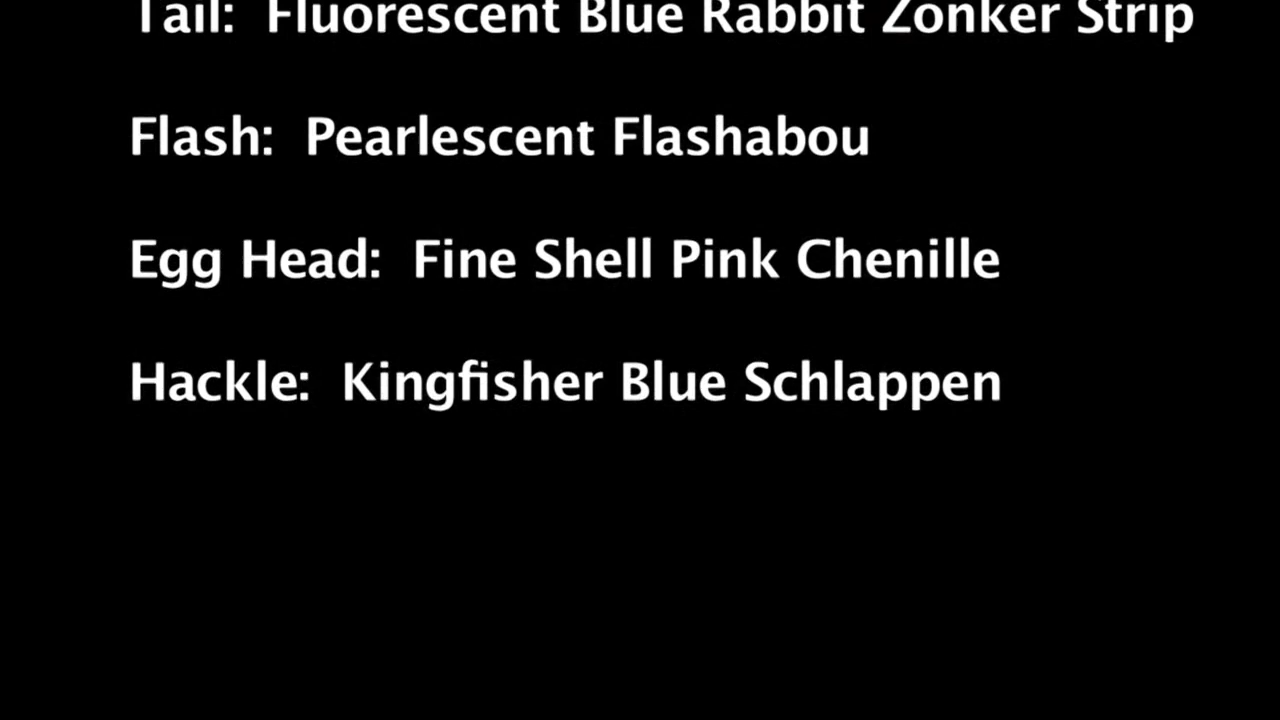 Tail: Fluorescent Blue Rabbit Zonker Strip
Flash: Pearlescent Flashabou
Egg Head: Fine Shell Pink Chenille
Hackle: Kingfisher Blue Schlappen